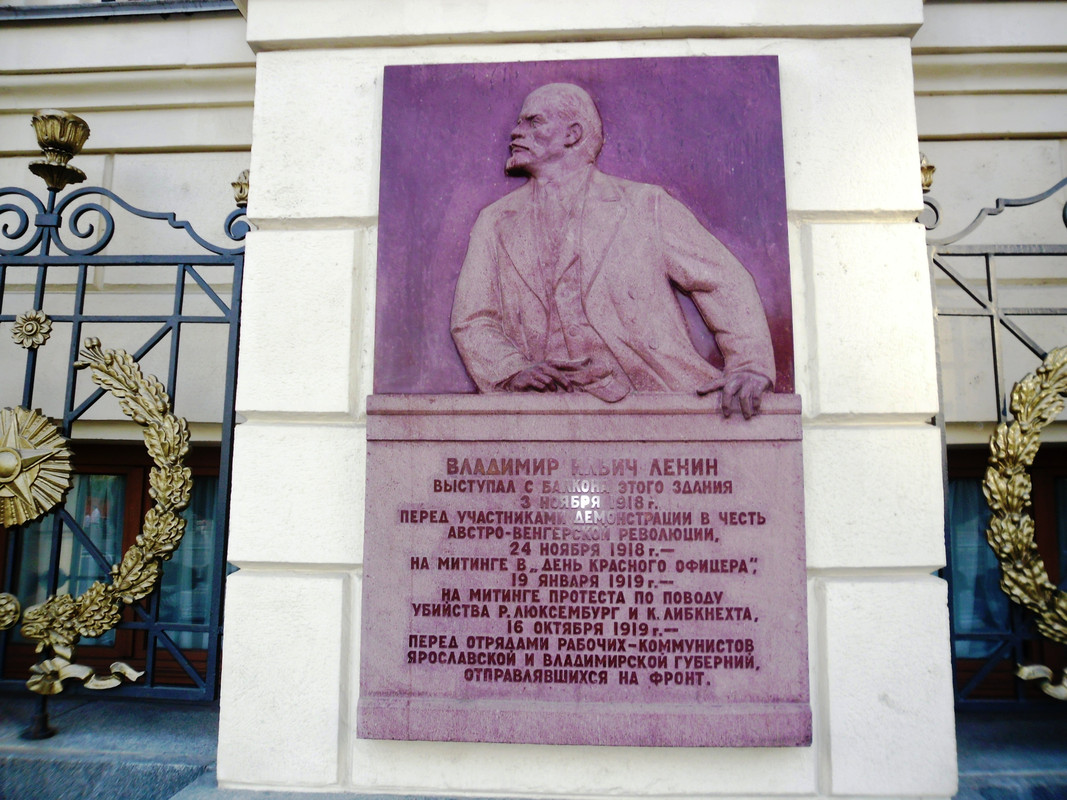 ВЛАДИМИР ИЛЬИЧ ЛЕНИН
ВЫСТУПАЛ С БАЛКОНА ЭТОГО ЗДАНИЯ
3 НОЯБРЯ 1918 г.
ПЕРЕД УЧАСТНИКАМИ ДЕМОНСТРАЦИИ В ЧЕСТЬ
АВСТРО-ВЕНГЕРСКОЙ РЕВОЛЮЦИИ,
24 НОЯБРЯ 1918 г.—
НА МИТИНГЕ В „ДЕНЬ КРАСНОГО ОФИЦЕРА",
19 ЯНВАРЯ 1919 г.—
НА МИТИНГЕ ПРОТЕСТА ПО ПОВОДУ
УБИЙСТВА Р.ЛЮКСЕМБУРГ И К.ЛИБКНЕХТА,
16 ОКТЯБРЯ 1919 г.—
ПЕРЕД ОТРЯДАМИ РАБОЧИХ-КОММУНИСТОВ
ЯРОСЛАВСКОЙ И ВЛАДИМИРСКОЙ ГУБЕРНИЙ,
ОТПРАВЛЯВШИХСЯ НА ФРОНТ.